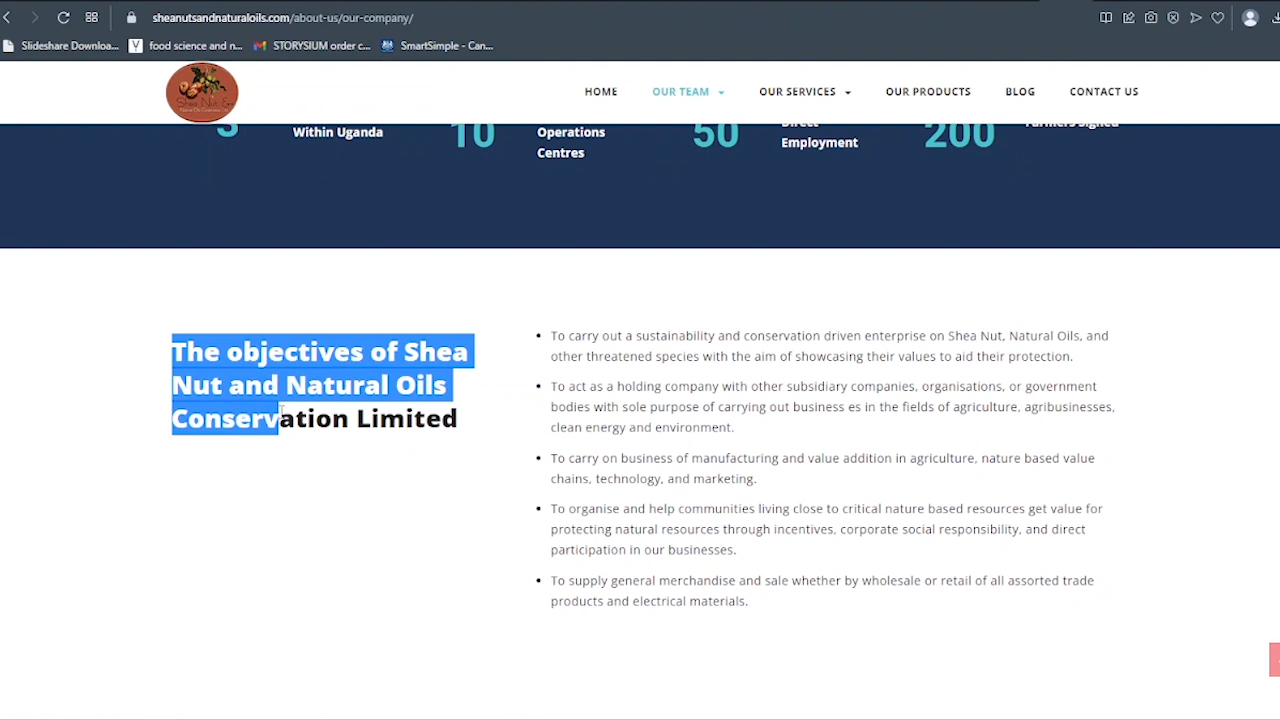 sheanutsandnaturaloils.com/about-us/our-company/
Slideshare Downloa... food science and n... STORYSIUM order c... SmartSimple - Can...
HOME OUR TEAM OUR SERVICES OUR PRODUCTS BLOG CONTACT US
3 Within Uganda 10 Operations 50 Direct 200 Farmers Signed
Centres Employment
The objectives of Shea
Nut and Natural Oils
Conservation Limited
• To carry out a sustainability and conservation driven enterprise on Shea Nut, Natural Oils, and
other threatened species with the aim of showcasing their values to aid their protection.
• To act as a holding company with other subsidiary companies, organisations, or government
bodies with sole purpose of carrying out business es in the fields of agriculture, agribusinesses,
clean energy and environment.
• To carry on business of manufacturing and value addition in agriculture, nature based value
chains, technology, and marketing.
• To organise and help communities living close to critical nature based resources get value for
protecting natural resources through incentives, corporate social responsibility, and direct
participation in our businesses.
• To supply general merchandise and sale whether by wholesale or retail of all assorted trade
products and electrical materials.